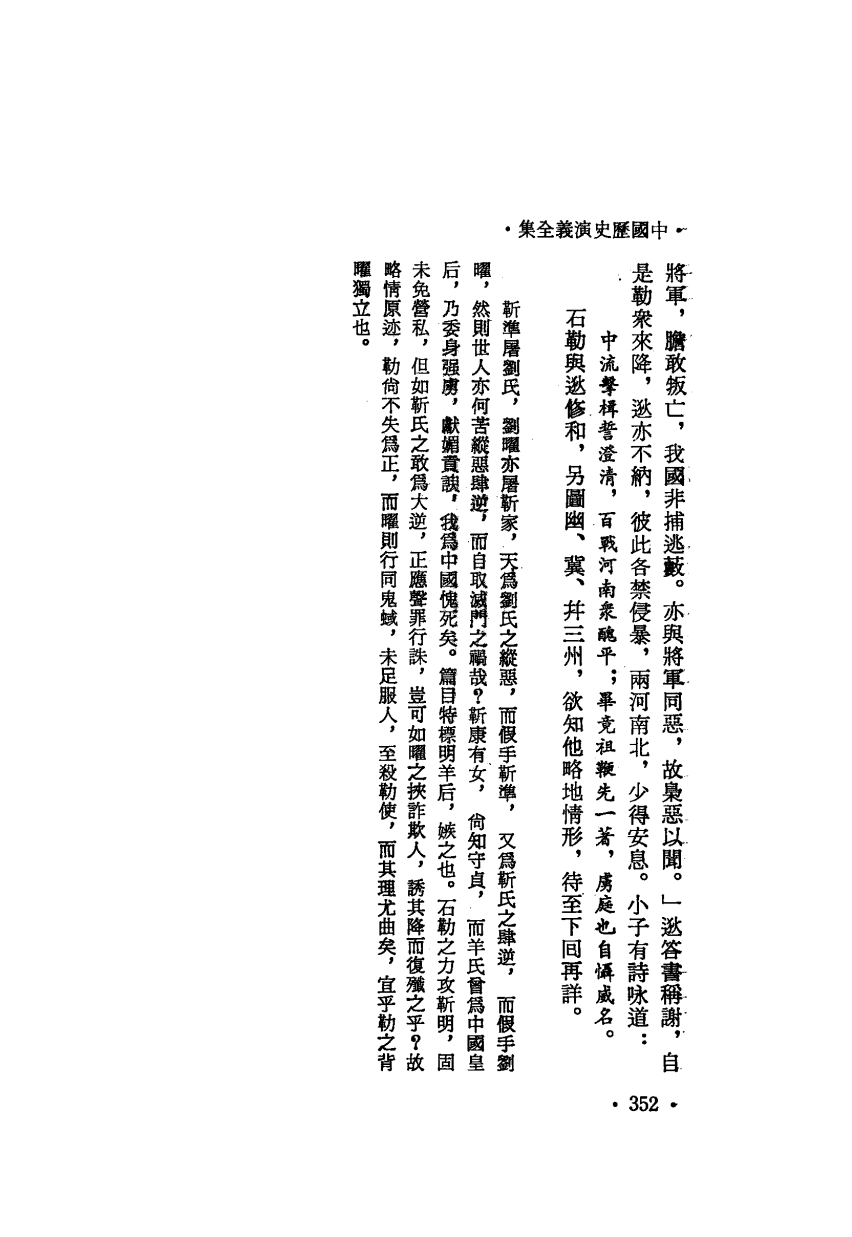 ·中國歷史演義全集·
將軍，膽敢叛亡，我國非捕逃藪。亦與將軍同惡，故梟惡以聞。」逖答書稱謝，自
是勒衆來降，逖亦不納，彼此各禁侵暴，兩河南北，少得安息。小子有詩咏道：
中流擊楫誓澄清，百戰河南衆醜平；畢竟祖鞭先一著，虜庭也自懾威名。
石勒與逖修和，另圖幽、冀、幷三州，欲知他略地情形，待至下回再詳。
靳準屠劉氏，劉曜亦屠靳家，天爲劉氏之縱惡，而假手靳準，又爲靳氏之肆逆，而假手劉
曜，然則世人亦何苦縱惡肆逆，而自取滅門之禍哉？靳康有女，尙知守貞，而羊氏曾爲中國皇
后，乃委身强虜，獻媚貢諛，我爲中國愧死矣。篇目特標明羊后，嫉之也。石勒之力攻靳明，固
未免營私，但如靳氏之敢爲大逆，正應聲罪行誅，豈可如曜之挾詐欺人，誘其降而復殲之乎？故
略情原迹，勒尙不失爲正，而曜則行同鬼蜮，未足服人，至殺勒使，而其理尤曲矣，宜乎勒之背
曜獨立也。
·352·